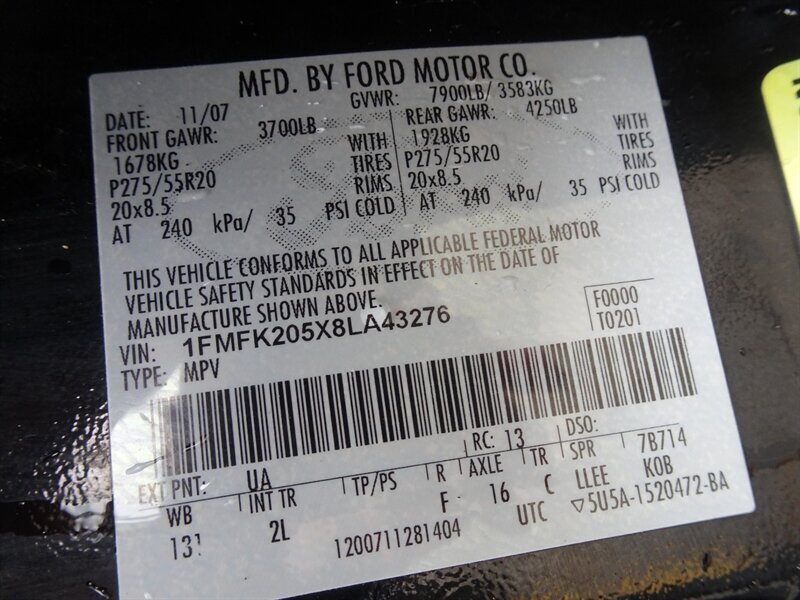 MFD. BY FORD MOTOR CO.
DATE: 11/07 GVWR: 7900LB/ 3583KG
FRONT GAWR: 3700LB REAR GAWR: 4250LB
1678KG WITH 1928KG WITH
P275/55R20 TIRES P275/55R20 TIRES
20x8.5 RIMS 20x8.5 RIMS
AT 240 kPa/ 35 PSI COLD AT 240 kPa/ 35 PSI COLD
THIS VEHICLE CONFORMS TO ALL APPLICABLE FEDERAL MOTOR
VEHICLE SAFETY STANDARDS IN EFFECT ON THE DATE OF
MANUFACTURE SHOWN ABOVE.
VIN: 1FMFK205X8LA43276 F0000
TYPE: MPV T0201
EXT PNT: UA RC: 13 DSO:
WB INT TR TP/PS R AXLE TR SPR 7B714
131 2L F 16 C LLEE KOB
1200711281404 UTC ▽5U5A-1520472-BA